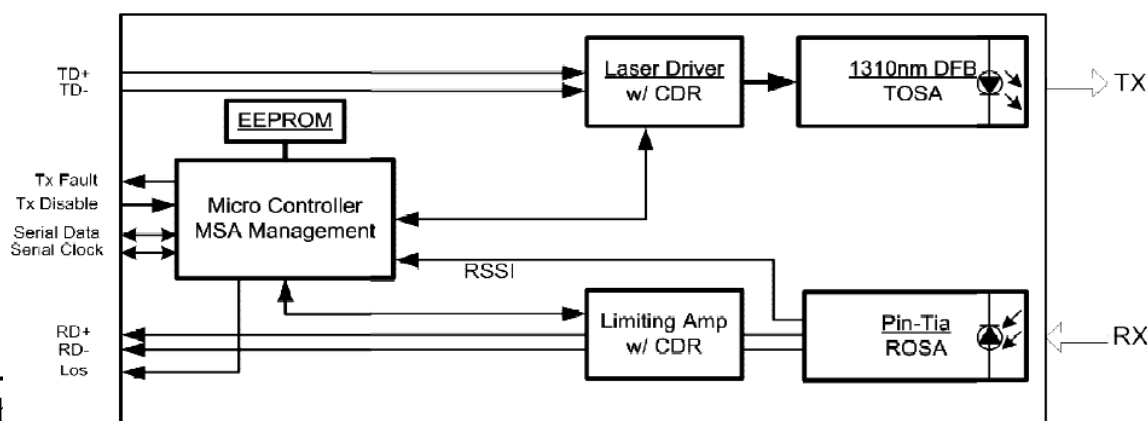 TD+
TD-
Laser Driver
w/ CDR
1310nm DFB
TOSA
TX
EEPROM
Tx Fault
Tx Disable
Serial Data
Serial Clock
Micro Controller
MSA Management
RSSI
RD+
RD-
Los
Limiting Amp
w/ CDR
Pin-Tia
ROSA
RX